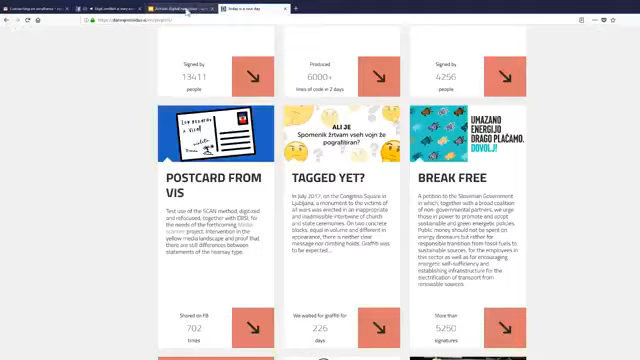 Today is a new day
Signed by
13411
people
Produced
6000+
lines of code in 2 days
Signed by
4256
people
ALI JE
Spomenik žrtvam vseh vojn že
pografitiran?
UMAZANO
ENERGIJO
DRAGO PLAČAMO.
DOVOLJ!
POSTCARD FROM
VIS
Test use of the SCAN method, digitized
and refocused, together with
for the needs of the forthcoming Media-
scanner project. Intervention in the
yellow media landscape and proof that
there are still differences between
statements of the hearsay type.
Shared on FB
702
times
TAGGED YET?
In July 2017, on the Congress Square in
Ljubljana, a monument to the victims of
all wars was erected in an inappropriate
and inadmissible intertwine of church
and state ceremonies. On two concrete
blocks, equal in volume and different in
appearance, there is neither clear
message nor climbing holds. Graffiti was
to be expected...
We waited for graffiti for
226
days
BREAK FREE
A petition to the Slovenian Government
in which, together with a broad coalition
of non-governmental partners, we urge
those in power to promote and adopt
sustainable and green energetic policies.
Public money should not be spent on
energy dinosaurs but rather for
responsible transition from fossil fuels to
sustainable sources, for the employees in
this sector as well as for encouraging
energetic self-sufficiency and
establishing infrastructure for the
electrification of transport from
renewable sources.
More than
5250
signatures